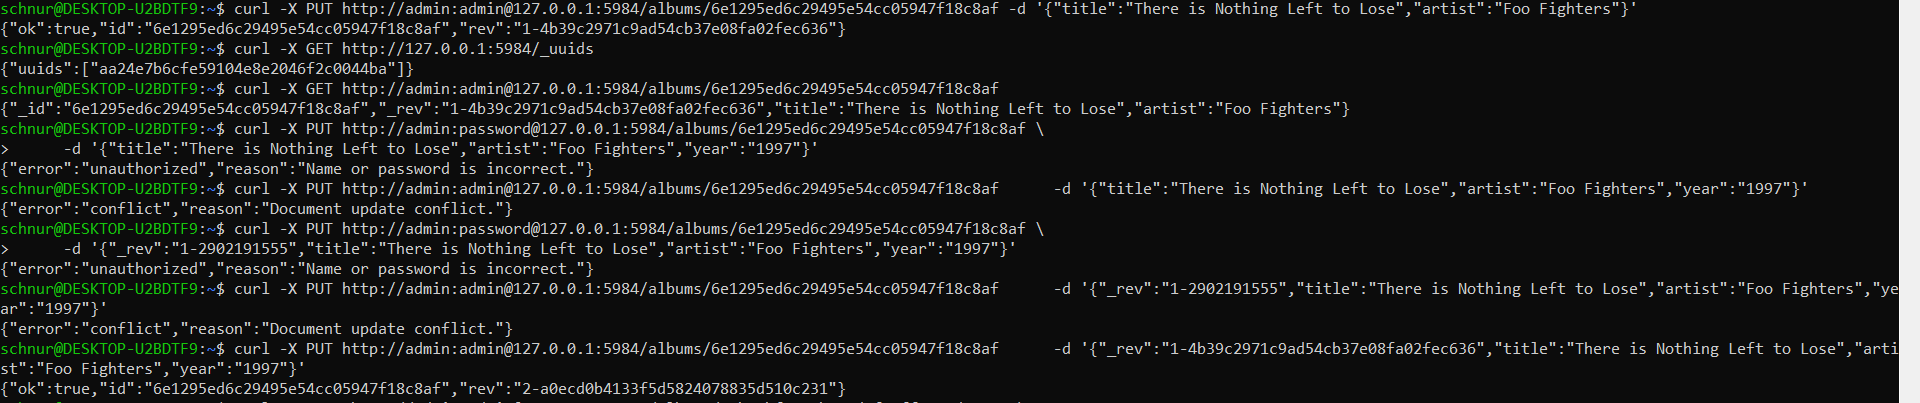 schnur@DESKTOP-U2BDTF9:~$ curl -X PUT http://admin:admin@127.0.0.1:5984/albums/6e1295ed6c29495e54cc05947f18c8af -d '{"title":"There is Nothing Left to Lose","artist":"Foo Fighters"}'
{"ok":true,"id":"6e1295ed6c29495e54cc05947f18c8af","rev":"1-4b39c2971c9ad54cb37e08fa02fec636"}
schnur@DESKTOP-U2BDTF9:~$ curl -X GET http://127.0.0.1:5984/_uuids
{"uuids":["aa24e7b6cfe59104e8e2046f2c0044ba"]}
schnur@DESKTOP-U2BDTF9:~$ curl -X GET http://admin:admin@127.0.0.1:5984/albums/6e1295ed6c29495e54cc05947f18c8af
{"_id":"6e1295ed6c29495e54cc05947f18c8af","_rev":"1-4b39c2971c9ad54cb37e08fa02fec636","title":"There is Nothing Left to Lose","artist":"Foo Fighters"}
schnur@DESKTOP-U2BDTF9:~$ curl -X PUT http://admin:password@127.0.0.1:5984/albums/6e1295ed6c29495e54cc05947f18c8af \
>      -d '{"title":"There is Nothing Left to Lose","artist":"Foo Fighters","year":"1997"}'
{"error":"unauthorized","reason":"Name or password is incorrect."}
schnur@DESKTOP-U2BDTF9:~$ curl -X PUT http://admin:admin@127.0.0.1:5984/albums/6e1295ed6c29495e54cc05947f18c8af      -d '{"title":"There is Nothing Left to Lose","artist":"Foo Fighters","year":"1997"}'
{"error":"conflict","reason":"Document update conflict."}
schnur@DESKTOP-U2BDTF9:~$ curl -X PUT http://admin:password@127.0.0.1:5984/albums/6e1295ed6c29495e54cc05947f18c8af \
>      -d '{"_rev":"1-2902191555","title":"There is Nothing Left to Lose","artist":"Foo Fighters","year":"1997"}'
{"error":"unauthorized","reason":"Name or password is incorrect."}
schnur@DESKTOP-U2BDTF9:~$ curl -X PUT http://admin:admin@127.0.0.1:5984/albums/6e1295ed6c29495e54cc05947f18c8af      -d '{"_rev":"1-2902191555","title":"There is Nothing Left to Lose","artist":"Foo Fighters","ye
ar":"1997"}'
{"error":"conflict","reason":"Document update conflict."}
schnur@DESKTOP-U2BDTF9:~$ curl -X PUT http://admin:admin@127.0.0.1:5984/albums/6e1295ed6c29495e54cc05947f18c8af      -d '{"_rev":"1-4b39c2971c9ad54cb37e08fa02fec636","title":"There is Nothing Left to Lose","arti
st":"Foo Fighters","year":"1997"}'
{"ok":true,"id":"6e1295ed6c29495e54cc05947f18c8af","rev":"2-a0ecd0b4133f5d5824078835d510c231"}